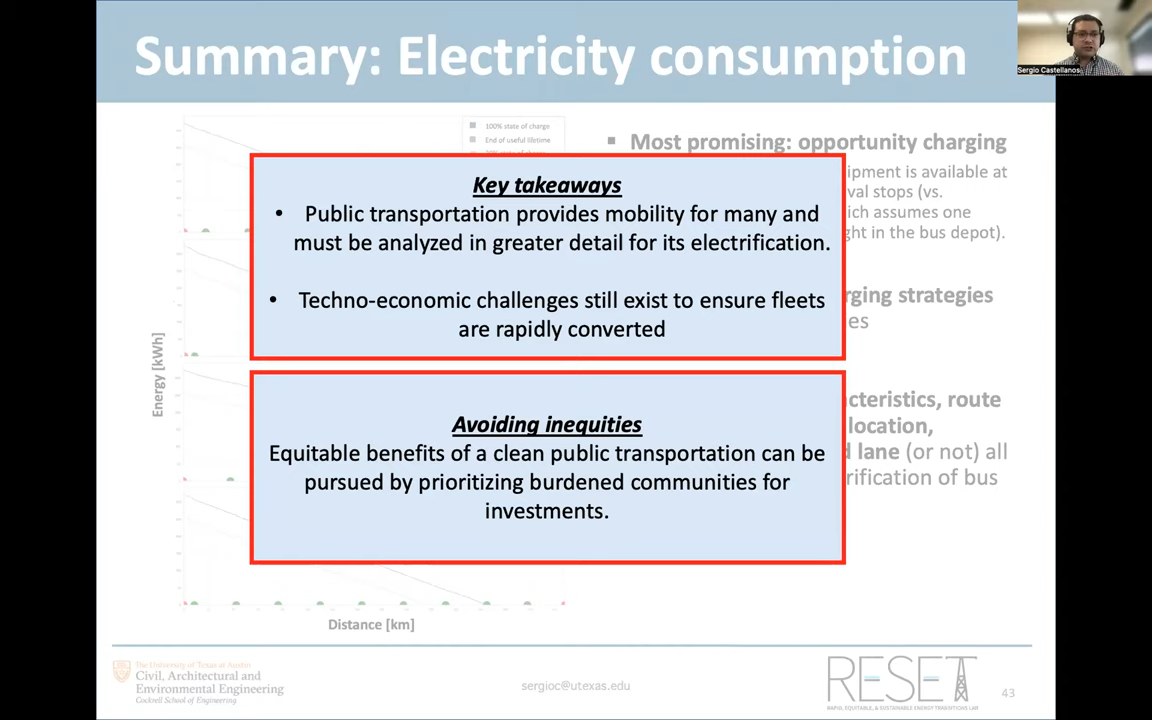 Summary: Electricity consumption
Sergio Castellanos
100% state of charge
End of useful lifetime
Most promising: opportunity charging
ipment is available at
val stops (vs.
ich assumes one
ght in the bus depot).
rging strategies
es
cteristics, route
location,
d lane (or not) all
rification of bus
Key takeaways
• Public transportation provides mobility for many and
must be analyzed in greater detail for its electrification.
• Techno-economic challenges still exist to ensure fleets
are rapidly converted
Avoiding inequities
Equitable benefits of a clean public transportation can be
pursued by prioritizing burdened communities for
investments.
Energy [kWh]
Distance [km]
The University of Texas at Austin
Civil, Architectural and
Environmental Engineering
Cockrell School of Engineering
sergioc@utexas.edu
RESET
RAPID, EQUITABLE, & SUSTAINABLE ENERGY TRANSITIONS LAB
43